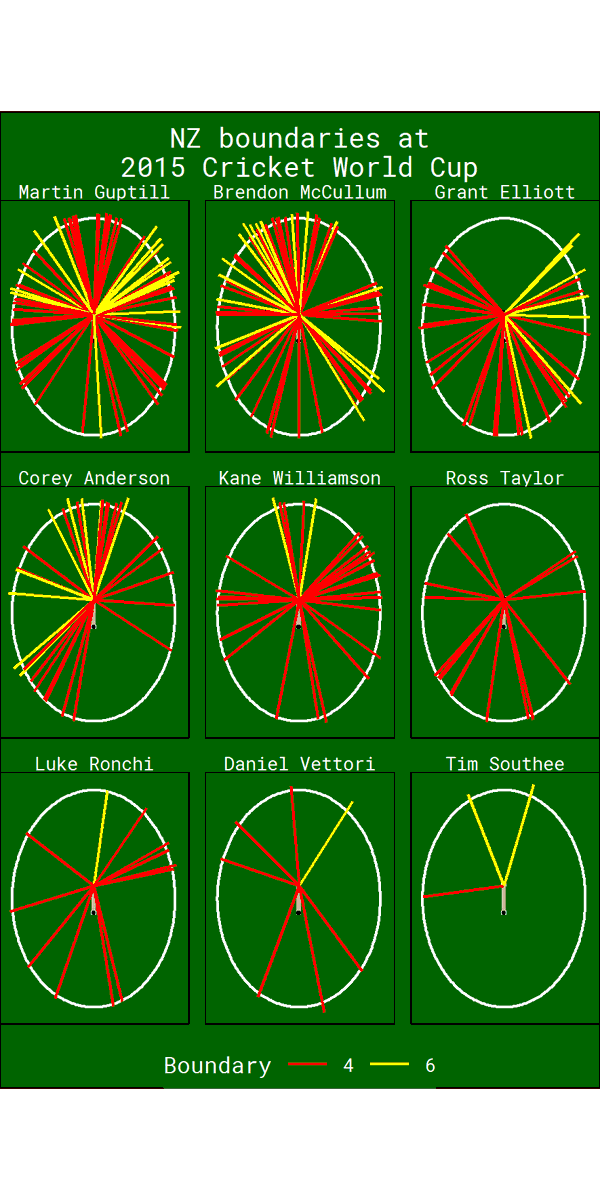 NZ boundaries at
2015 Cricket World Cup
Martin Guptill Brendon McCullum Grant Elliott
Corey Anderson Kane Williamson Ross Taylor
Luke Ronchi Daniel Vettori Tim Southee
Boundary 4 6